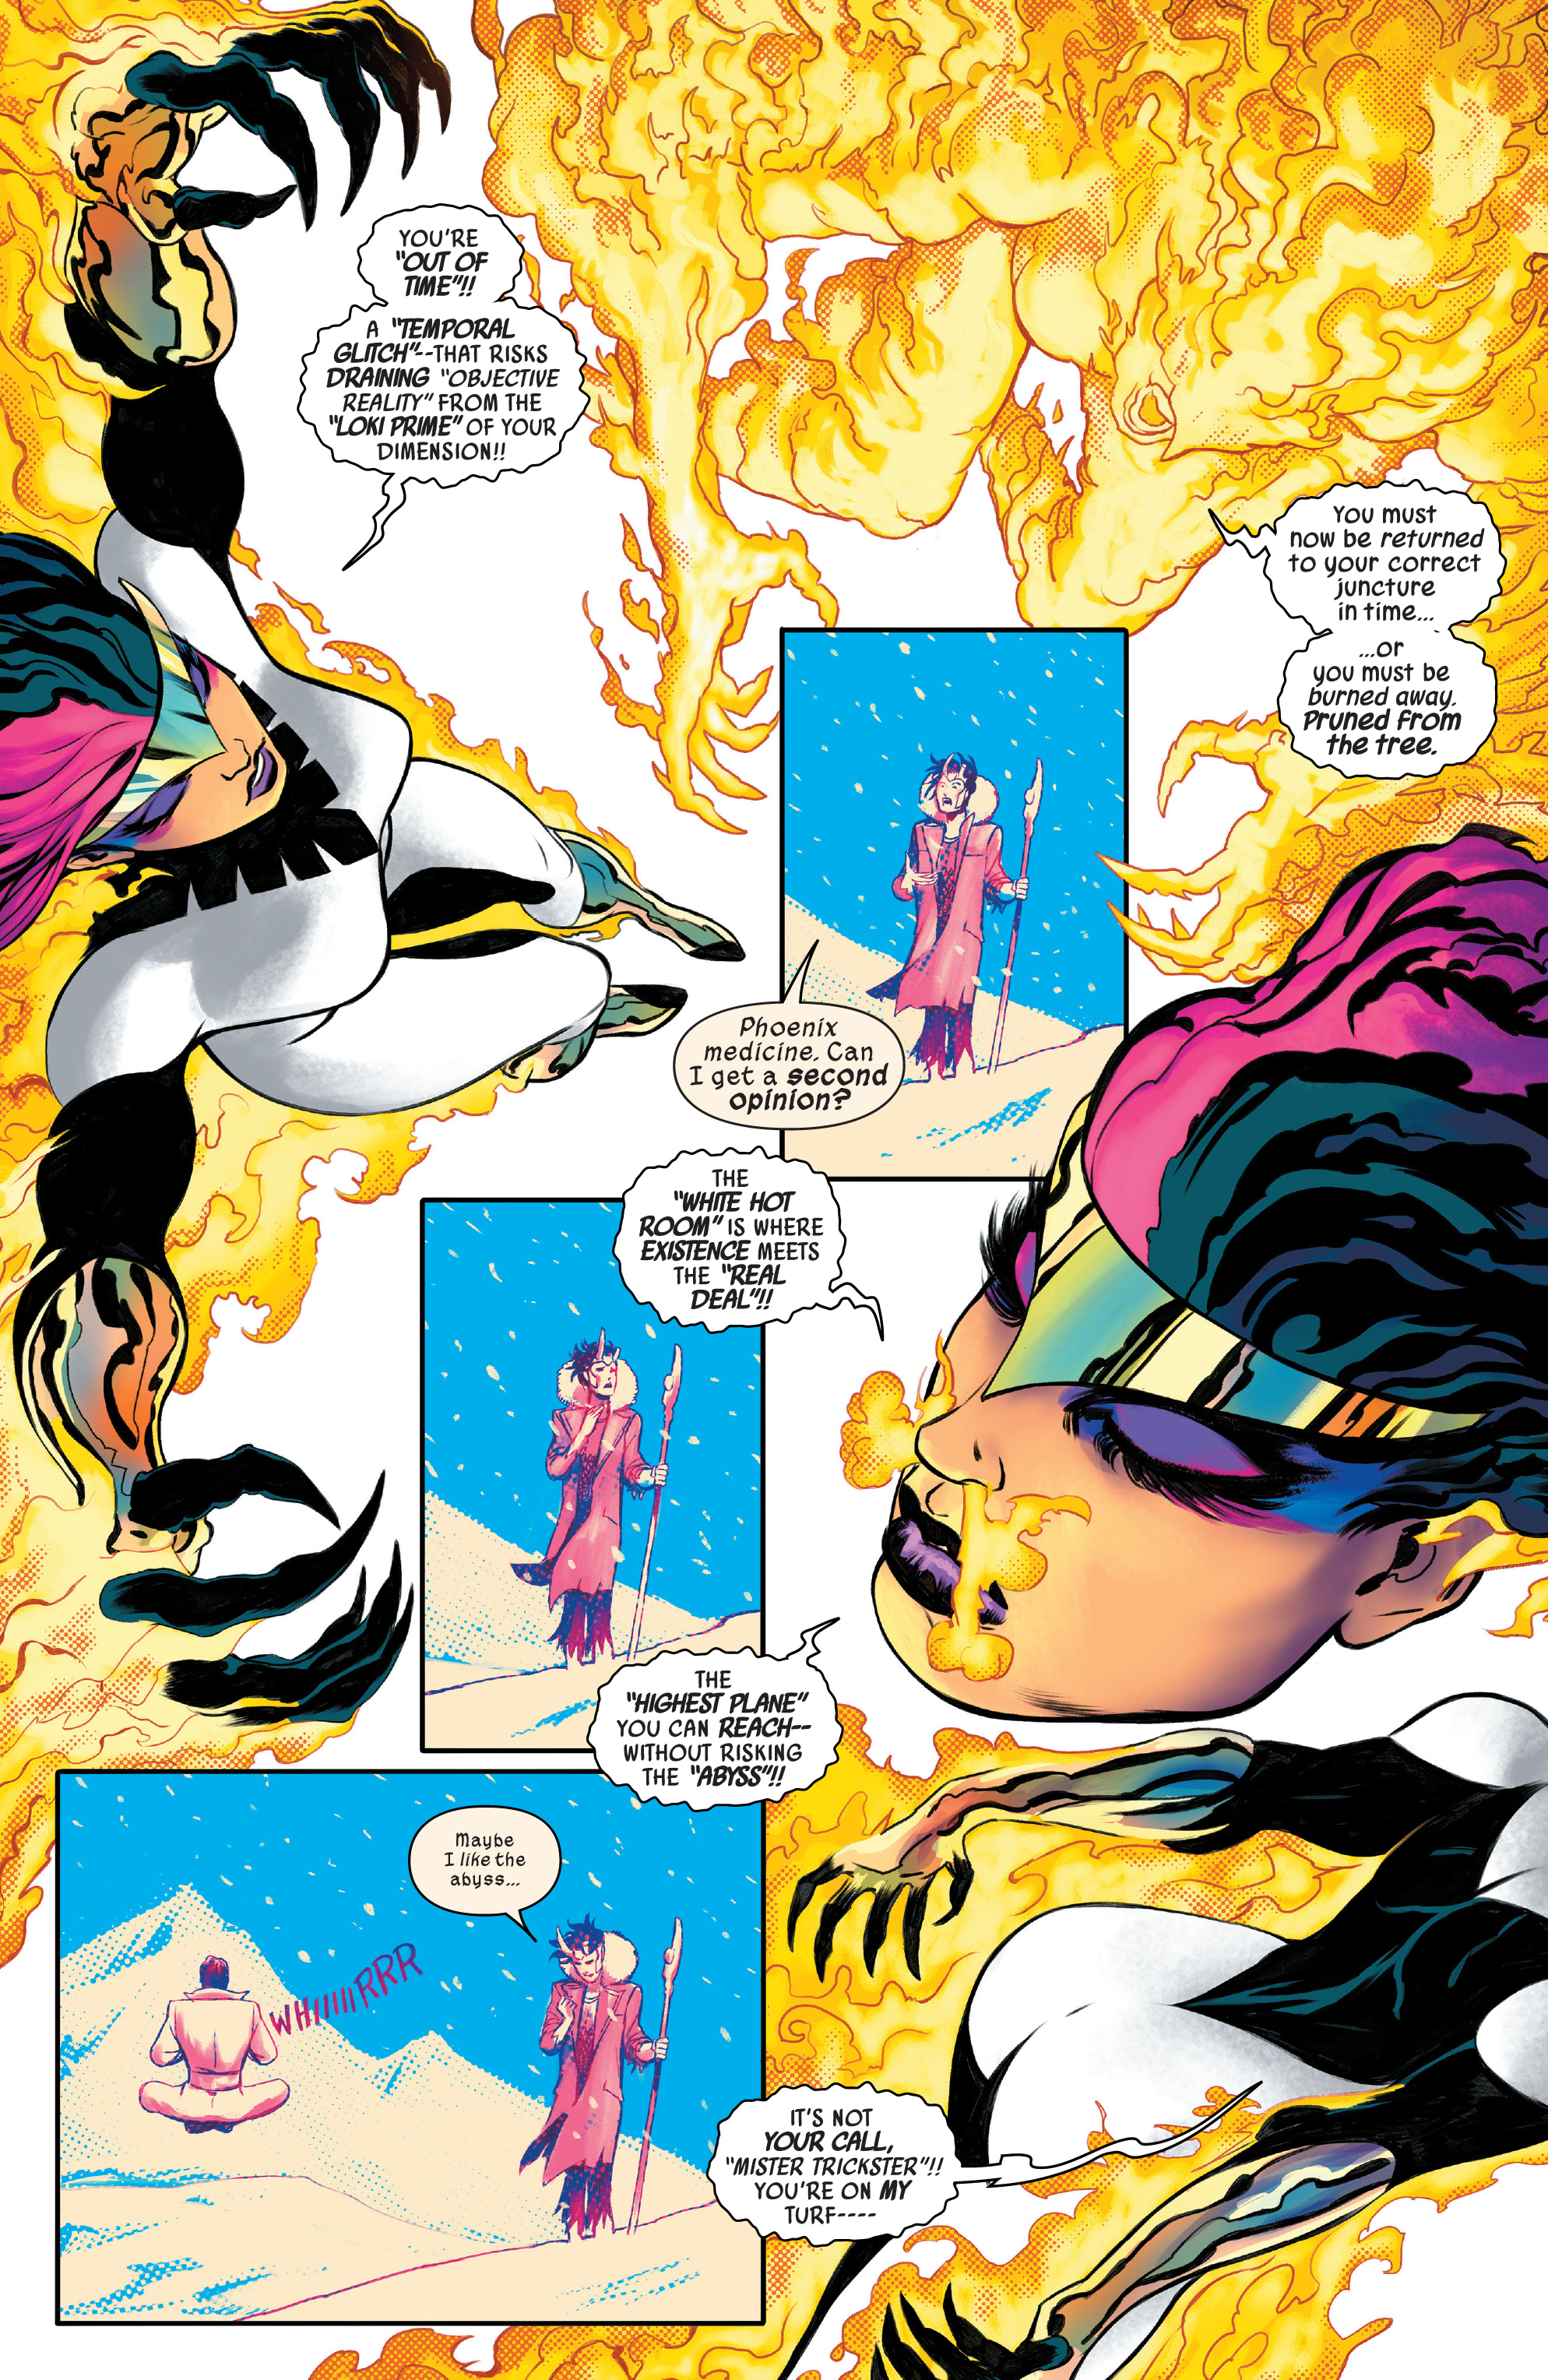 YOU'RE
"OUT OF
TIME"!!
A "TEMPORAL
GLITCH"--THAT RISKS
DRAINING "OBJECTIVE
REALITY" FROM THE
"LOKI PRIME" OF YOUR
DIMENSION!!
You must
now be returned
to your correct
juncture
in time...
...or
you must be
burned away.
Pruned from
the tree.
Phoenix
medicine. Can
I get a second
opinion?
THE
"WHITE HOT
ROOM" IS WHERE
EXISTENCE MEETS
THE "REAL
DEAL"!!
THE
"HIGHEST PLANE"
YOU CAN REACH--
WITHOUT RISKING
THE "ABYSS"!!
Maybe
I like the
abyss...
WHIIIIIRRR
IT'S NOT
YOUR CALL,
"MISTER TRICKSTER"!!
YOU'RE ON MY
TURF----